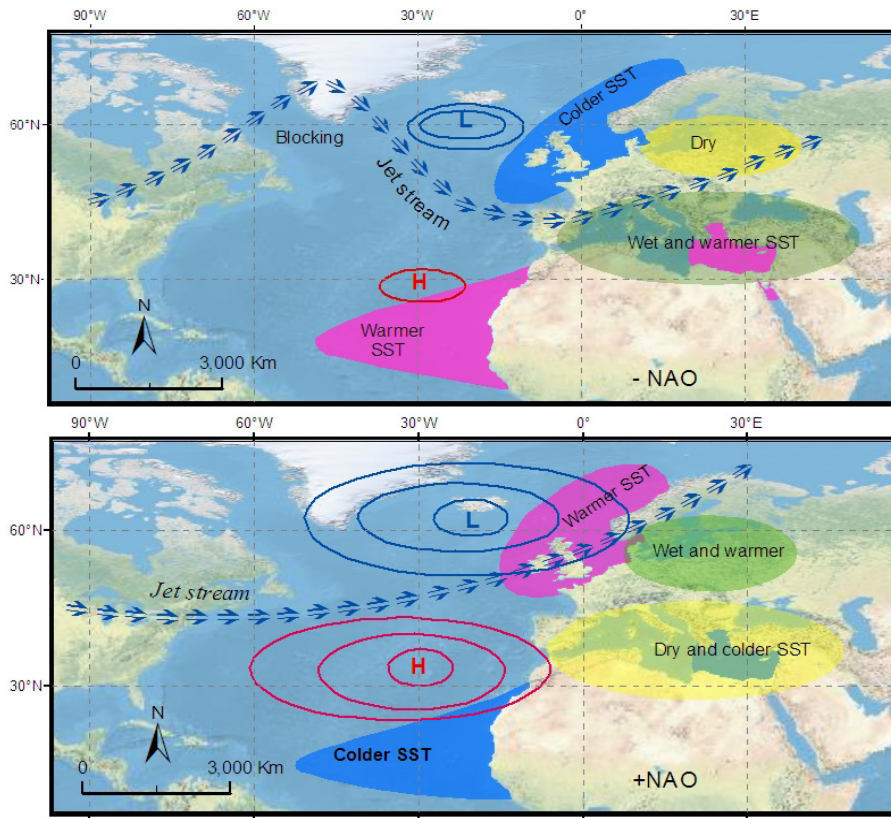 90°W 60°W 30°W 0° 30°E
60°N
30°N
Blocking
L
Jet stream
Colder SST
Dry
Wet and warmer SST
H
Warmer
SST
N
0 3,000 Km
- NAO
90°W 60°W 30°W 0° 30°E
60°N
30°N
L
Warmer SST
Wet and warmer
Jet stream
H
Dry and colder SST
Colder SST
N
0 3,000 Km
+NAO